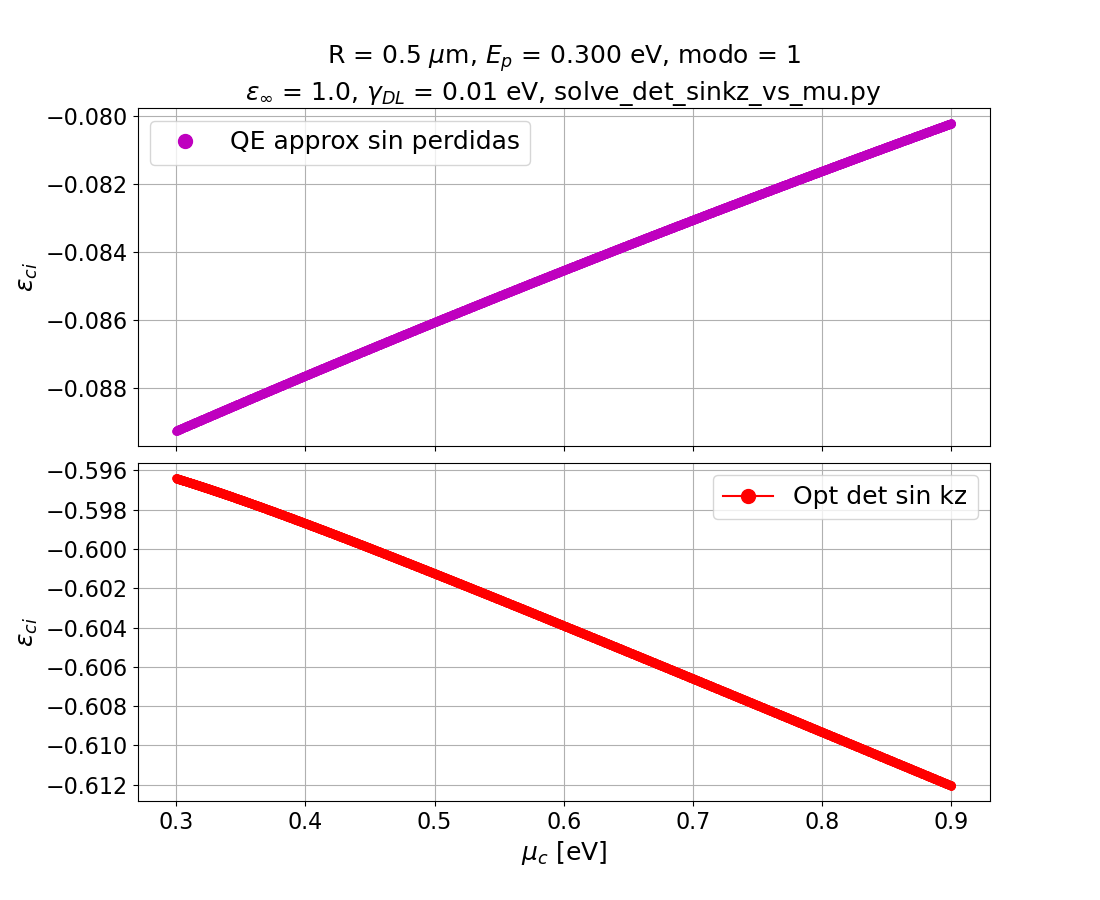 R = 0.5 μm, E_p = 0.300 eV, modo = 1
ε_∞ = 1.0, γ_DL = 0.01 eV, solve_det_sinkz_vs_mu.py
QE approx sin perdidas
−0.080
−0.082
−0.084
−0.086
−0.088
ε_ci
Opt det sin kz
−0.596
−0.598
−0.600
−0.602
−0.604
−0.606
−0.608
−0.610
−0.612
ε_ci
0.3 0.4 0.5 0.6 0.7 0.8 0.9
μ_c [eV]